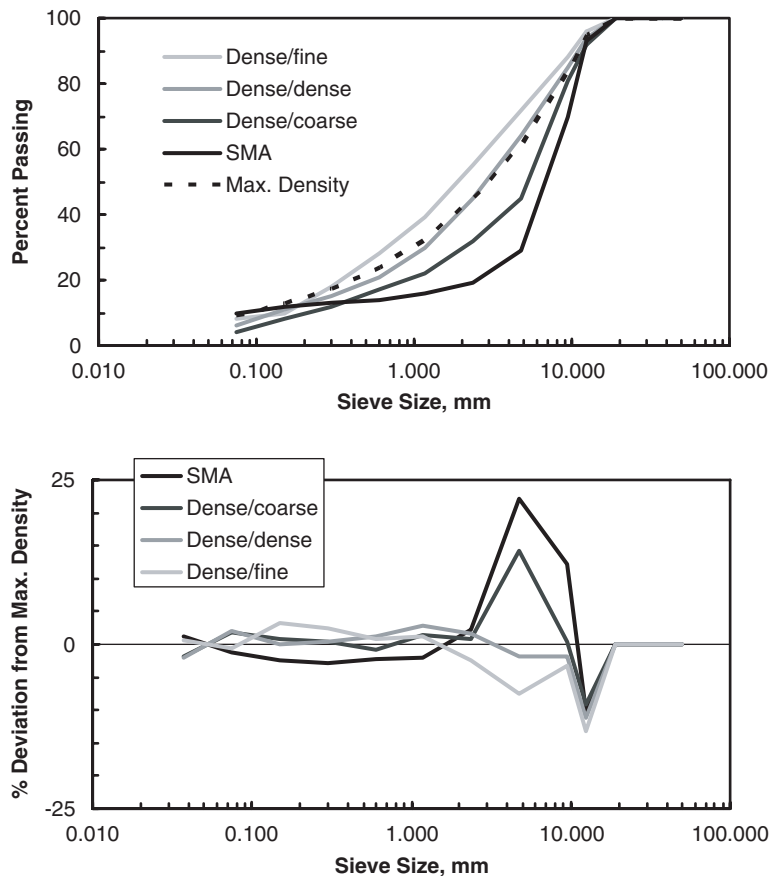 100
80
60
40
20
0
Percent Passing
Dense/fine
Dense/dense
Dense/coarse
SMA
Max. Density
0.010 0.100 1.000 10.000 100.000
Sieve Size, mm
25
0
-25
% Deviation from Max. Density
SMA
Dense/coarse
Dense/dense
Dense/fine
0.010 0.100 1.000 10.000 100.000
Sieve Size, mm